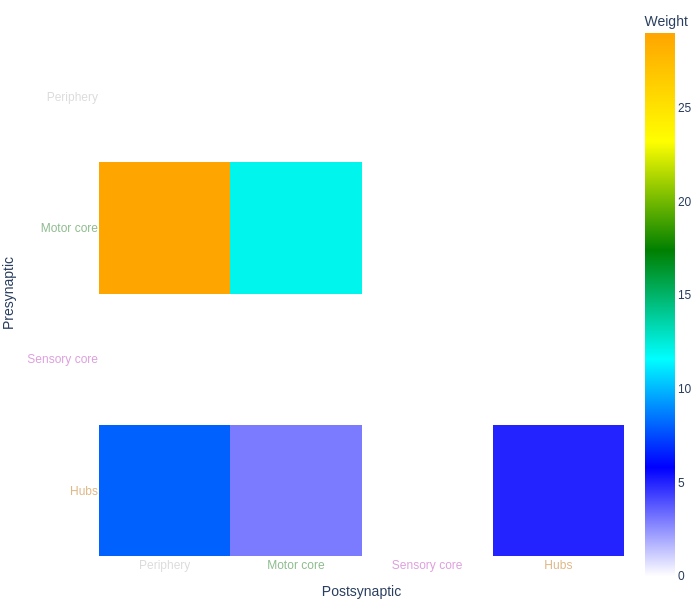 Weight
Periphery
Motor core
Sensory core
Hubs
Presynaptic
Periphery
Motor core
Sensory core
Hubs
Postsynaptic
25
20
15
10
5
0